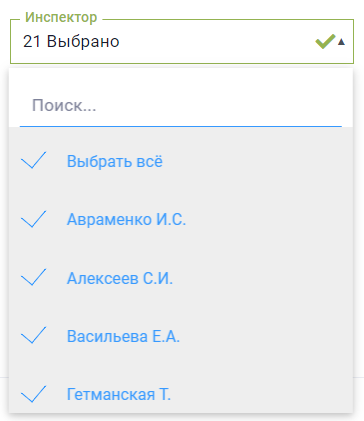 Инспектор
21 Выбрано
Поиск...
Выбрать всё
Авраменко И.С.
Алексеев С.И.
Васильева Е.А.
Гетманская Т.